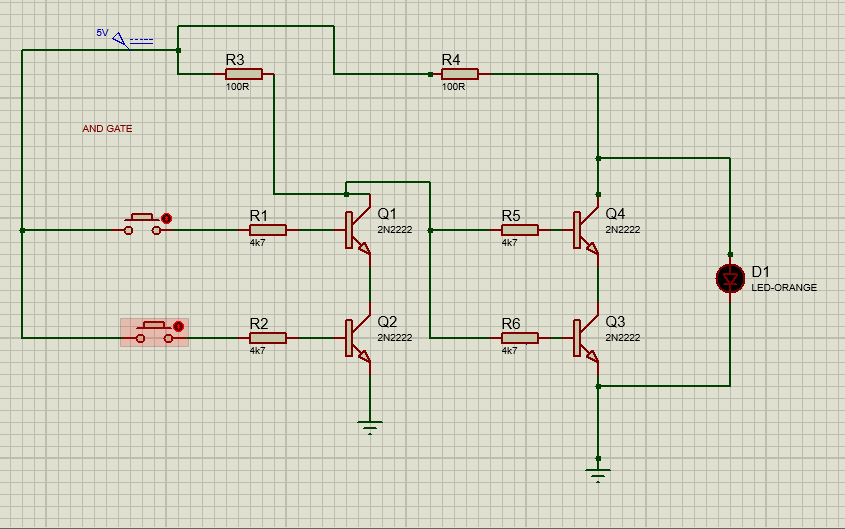 5V
R3
100R
R4
100R
AND GATE
R1
4k7
Q1
2N2222
R5
4k7
Q4
2N2222
D1
LED-ORANGE
R2
4k7
Q2
2N2222
R6
4k7
Q3
2N2222